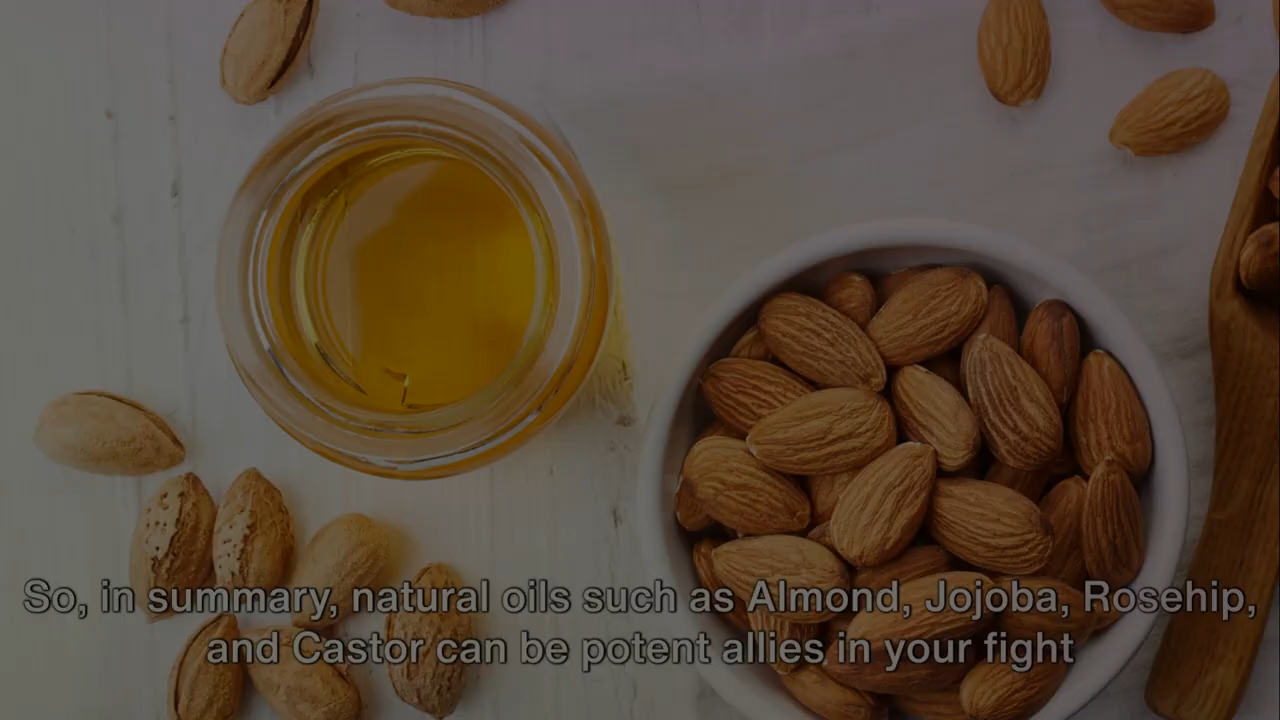 So, in summary, natural oils such as Almond, Jojoba, Rosehip,
and Castor can be potent allies in your fight